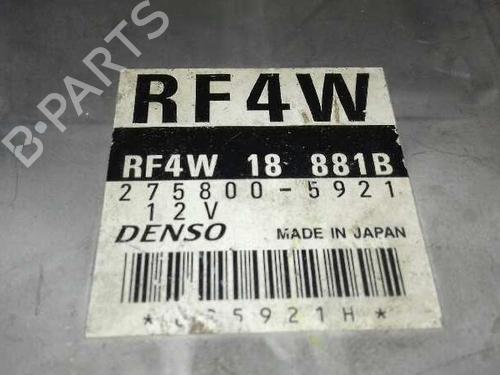 B-PARTS
RF4W
RF4W 18 881B
275800-5921
12V
DENSO MADE IN JAPAN